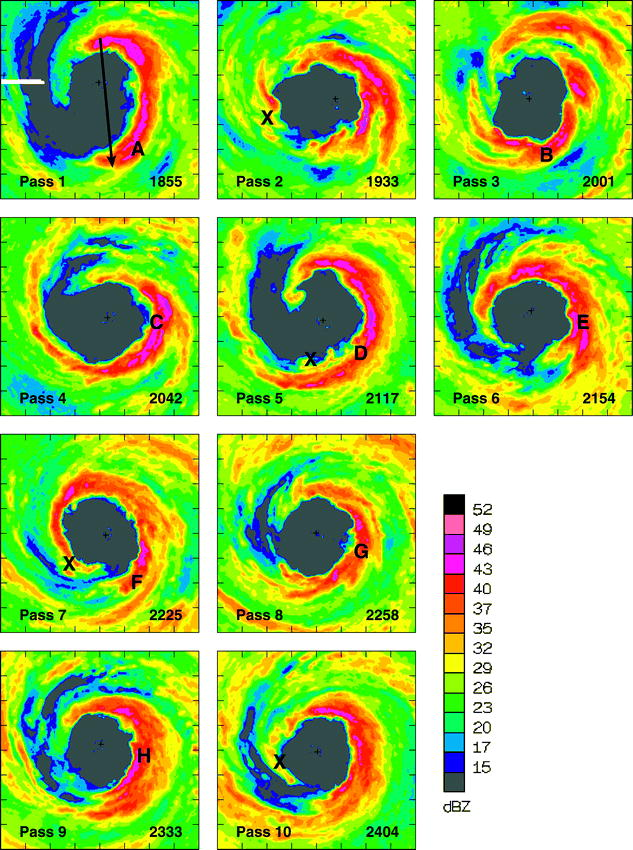 A
Pass 1 1855
X
Pass 2 1933
B
Pass 3 2001
C
Pass 4 2042
X D
Pass 5 2117
E
Pass 6 2154
X
F
Pass 7 2225
G
Pass 8 2258
H
Pass 9 2333
X
Pass 10 2404
52
49
46
43
40
37
35
32
29
26
23
20
17
15
dBZ